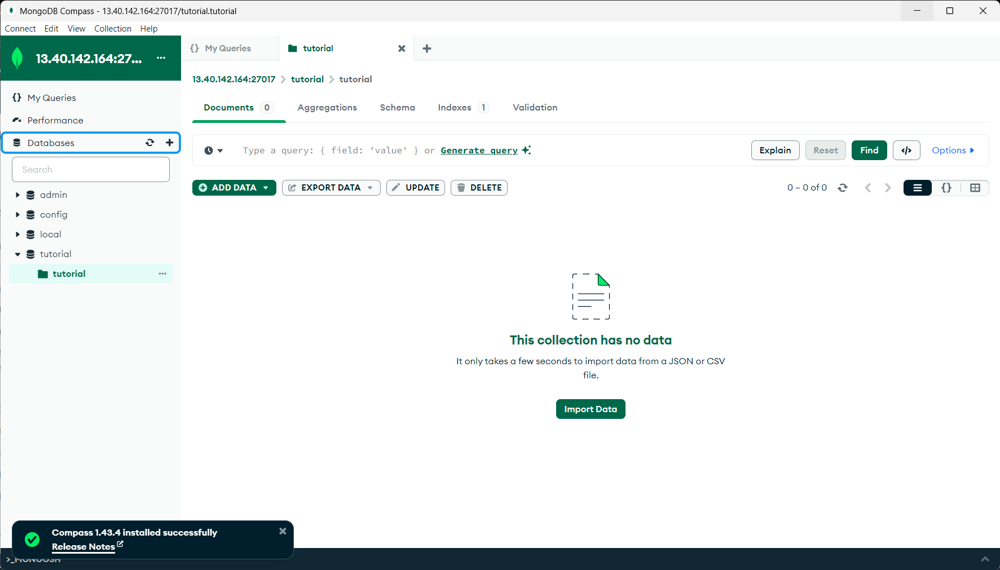 MongoDB Compass - 13.40.142.164:27017/tutorial.tutorial
Connect Edit View Collection Help
13.40.142.164:27...
My Queries
tutorial
13.40.142.164:27017 tutorial tutorial
My Queries
Performance
Databases
Search
admin
config
local
tutorial
tutorial
Documents 0 Aggregations Schema Indexes 1 Validation
Type a query: { field: 'value' } or Generate query
Explain Reset Find </> Options
ADD DATA EXPORT DATA UPDATE DELETE
0 – 0 of 0
This collection has no data
It only takes a few seconds to import data from a JSON or CSV
file.
Import Data
Compass 1.43.4 installed successfully
Release Notes
>_MONGOSH